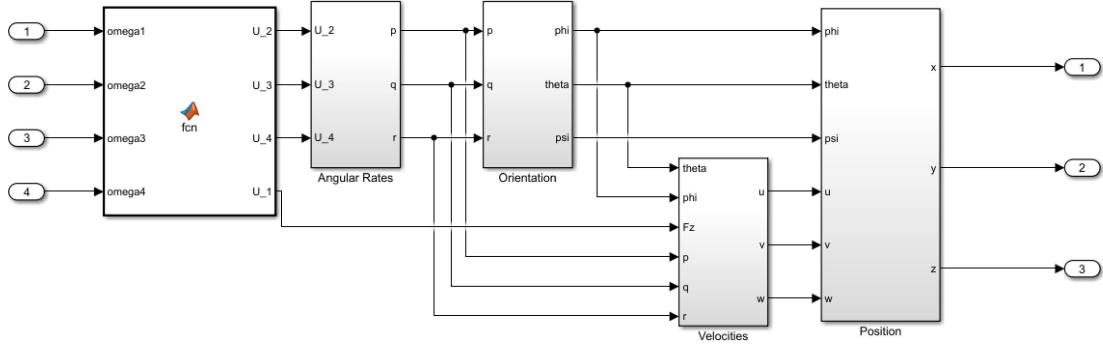 1
2
3
4
omega1
omega2
omega3
omega4
fcn
U_2
U_3
U_4
U_1
U_2
U_3
U_4
p
q
r
Angular Rates
p
q
r
phi
theta
psi
Orientation
theta
phi
Fz
p
q
r
u
v
w
Velocities
phi
theta
psi
u
v
w
x
y
z
Position
1
2
3